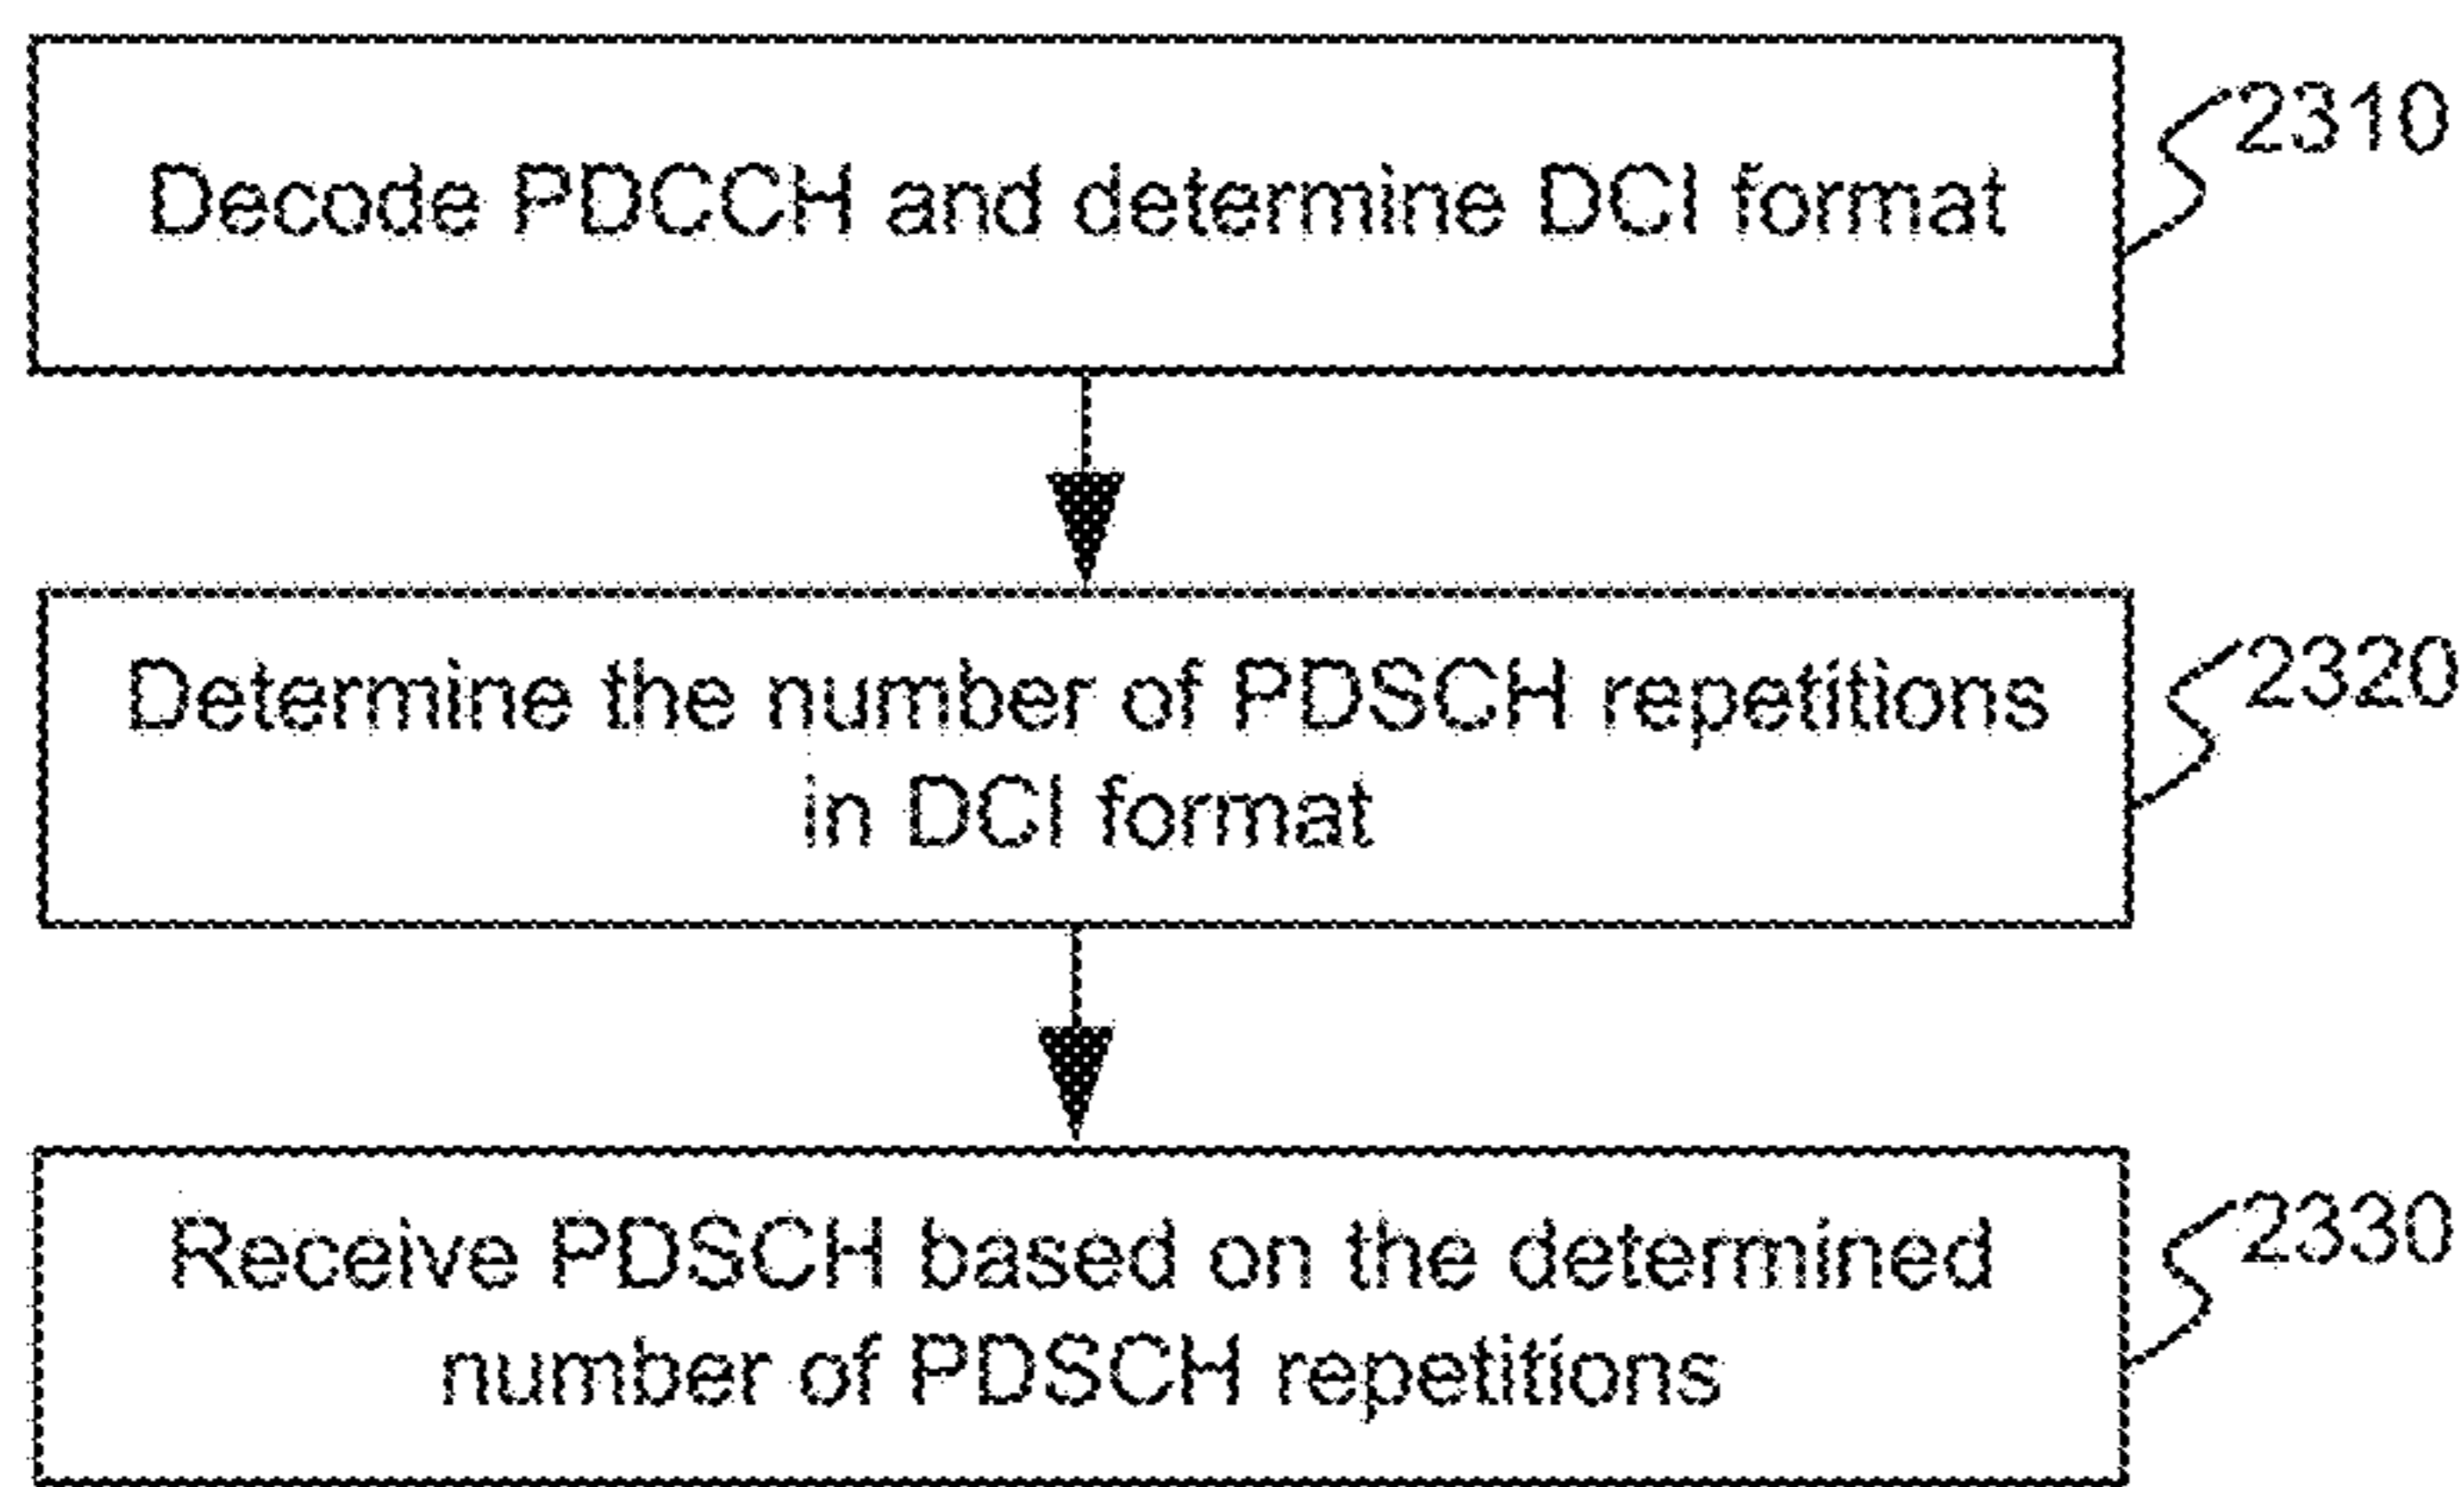 2310
Decode PDCCH and determine DCI format
2320
Determine the number of PDSCH repetitions
in DCI format
2330
Receive PDSCH based on the determined
number of PDSCH repetitions